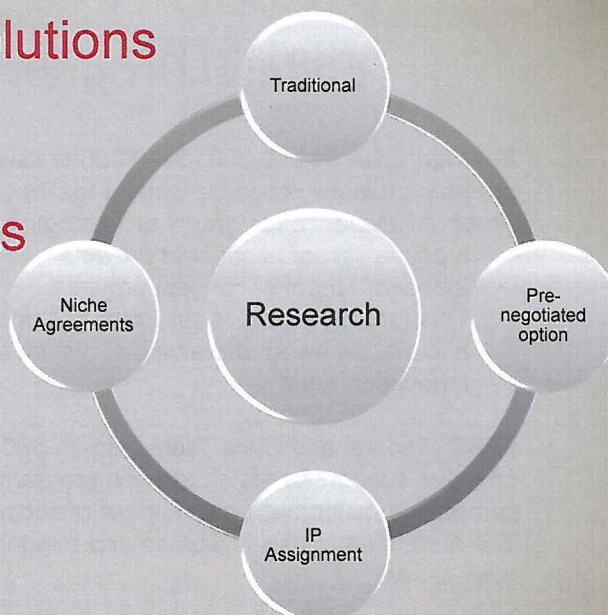 lutions
s
Traditional
Niche
Agreements
Research
Pre-
negotiated
option
IP
Assignment